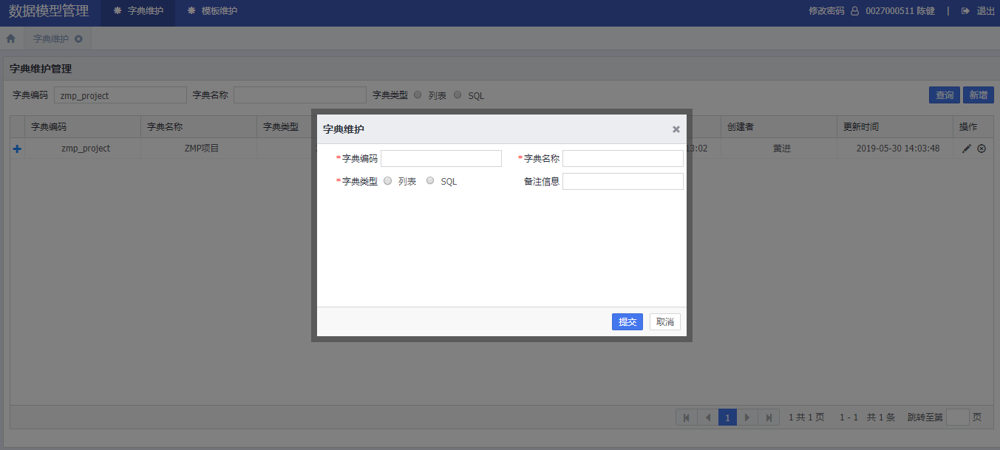 数据模型管理 字典维护 模板维护 修改密码 0027000511 陈健 | 退出
字典维护
字典维护管理
字典编码 zmp_project 字典名称 字典类型 列表 SQL 查询 新增
字典编码 字典名称 字典类型 创建者 更新时间 操作
zmp_project ZMP项目 3:02 黄进 2019-05-30 14:03:48
字典维护
*字典编码 *字典名称
*字典类型 列表 SQL 备注信息
提交 取消
1 1 共 1 页 1 - 1 共 1 条 跳转至第 页